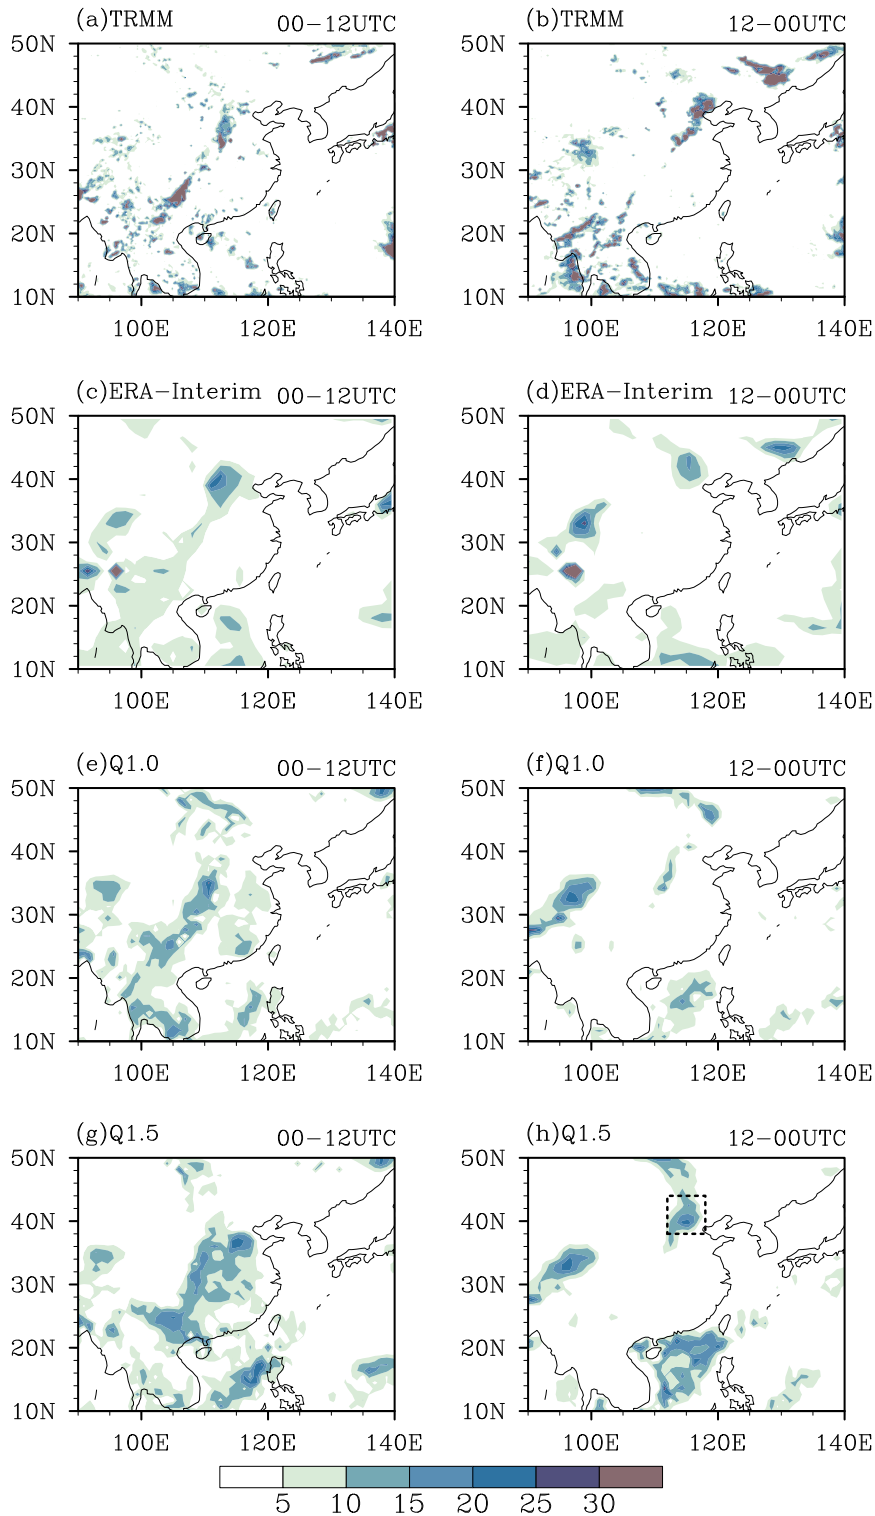 (a)TRMM 00−12UTC (b)TRMM 12−00UTC
50N 50N
40N 40N
30N 30N
20N 20N
10N 10N
100E 120E 140E 100E 120E 140E
(c)ERA−Interim 00−12UTC (d)ERA−Interim 12−00UTC
50N 50N
40N 40N
30N 30N
20N 20N
10N 10N
100E 120E 140E 100E 120E 140E
(e)Q1.0 00−12UTC (f)Q1.0 12−00UTC
50N 50N
40N 40N
30N 30N
20N 20N
10N 10N
100E 120E 140E 100E 120E 140E
(g)Q1.5 00−12UTC (h)Q1.5 12−00UTC
50N 50N
40N 40N
30N 30N
20N 20N
10N 10N
100E 120E 140E 100E 120E 140E
5 10 15 20 25 30